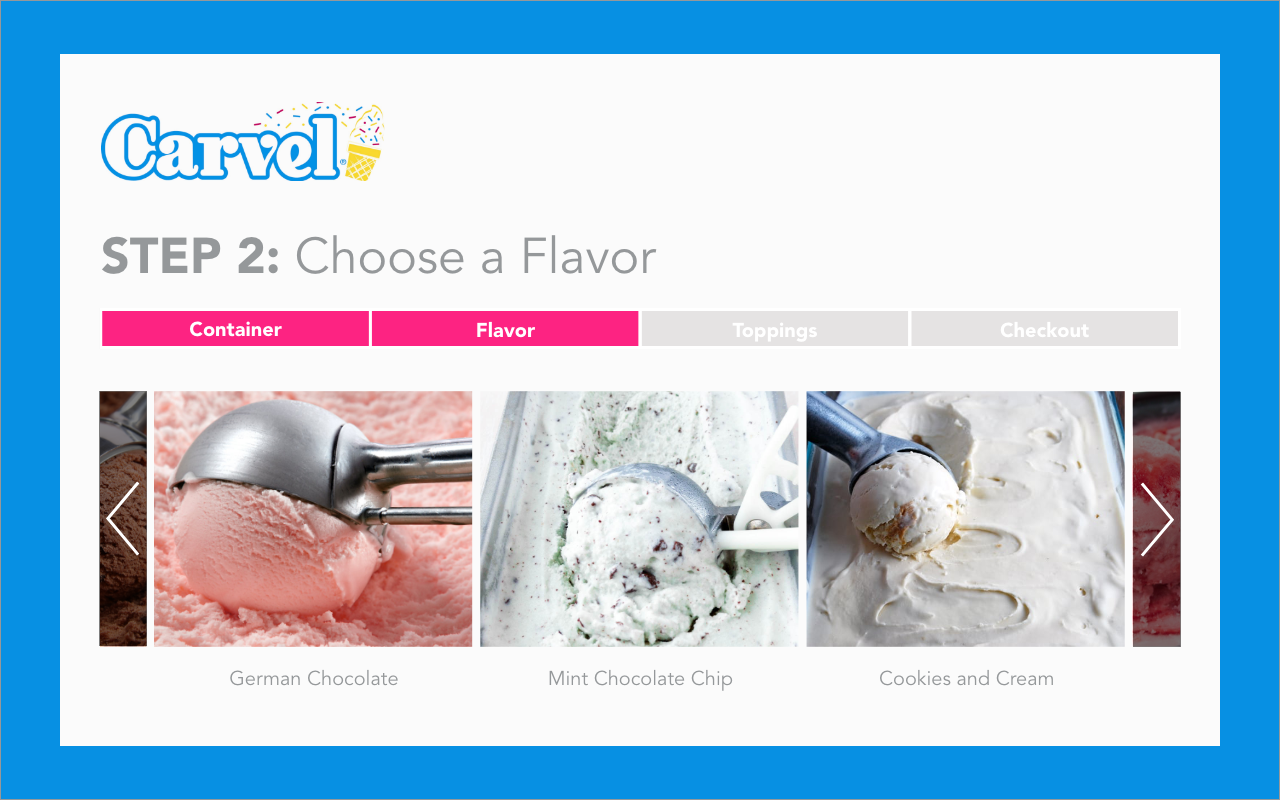 Carvel®
STEP 2: Choose a Flavor
Container
Flavor
Toppings
Checkout
German Chocolate
Mint Chocolate Chip
Cookies and Cream